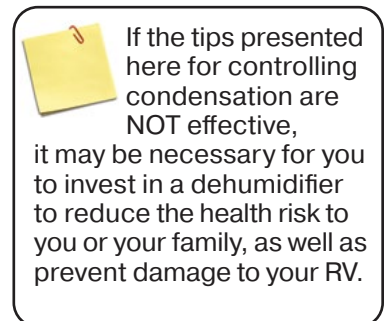 If the tips presented
here for controlling
condensation are
NOT effective,
it may be necessary for you
to invest in a dehumidifier
to reduce the health risk to
you or your family, as well as
prevent damage to your RV.